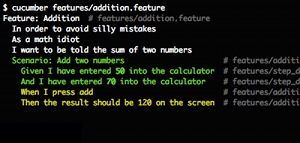 $ cucumber features/addition.feature
Feature: Addition # features/addition.feature
In order to avoid silly mistakes
As a math idiot
I want to be told the sum of two numbers
Scenario: Add two numbers # features/additi
Given I have entered 50 into the calculator # features/step_d
And I have entered 70 into the calculator # features/step_d
When I press add # features/additi
Then the result should be 120 on the screen # features/additi